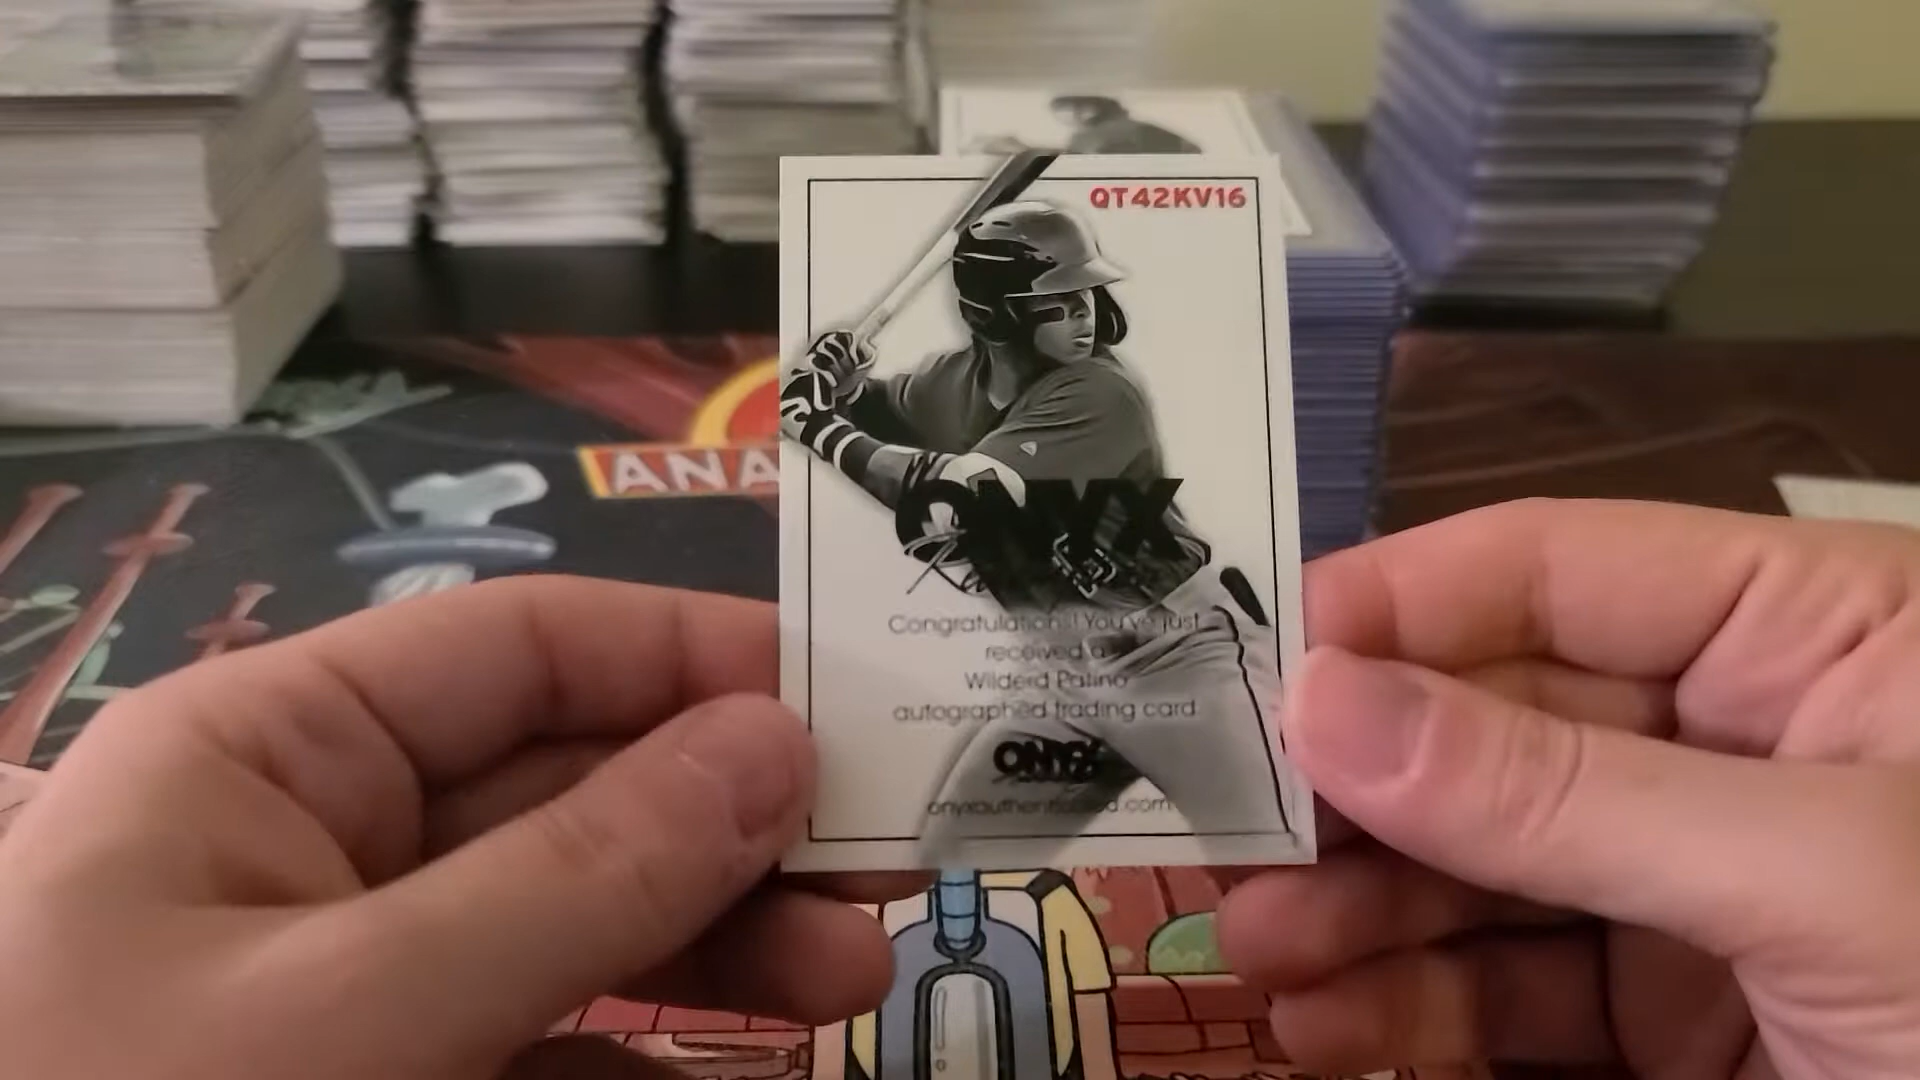 QT42KV16
ANA
ONYX
Congratulations! You've just
received a
Wilderd Patino
autographed trading card
ONYX
onyxauthenticated.com